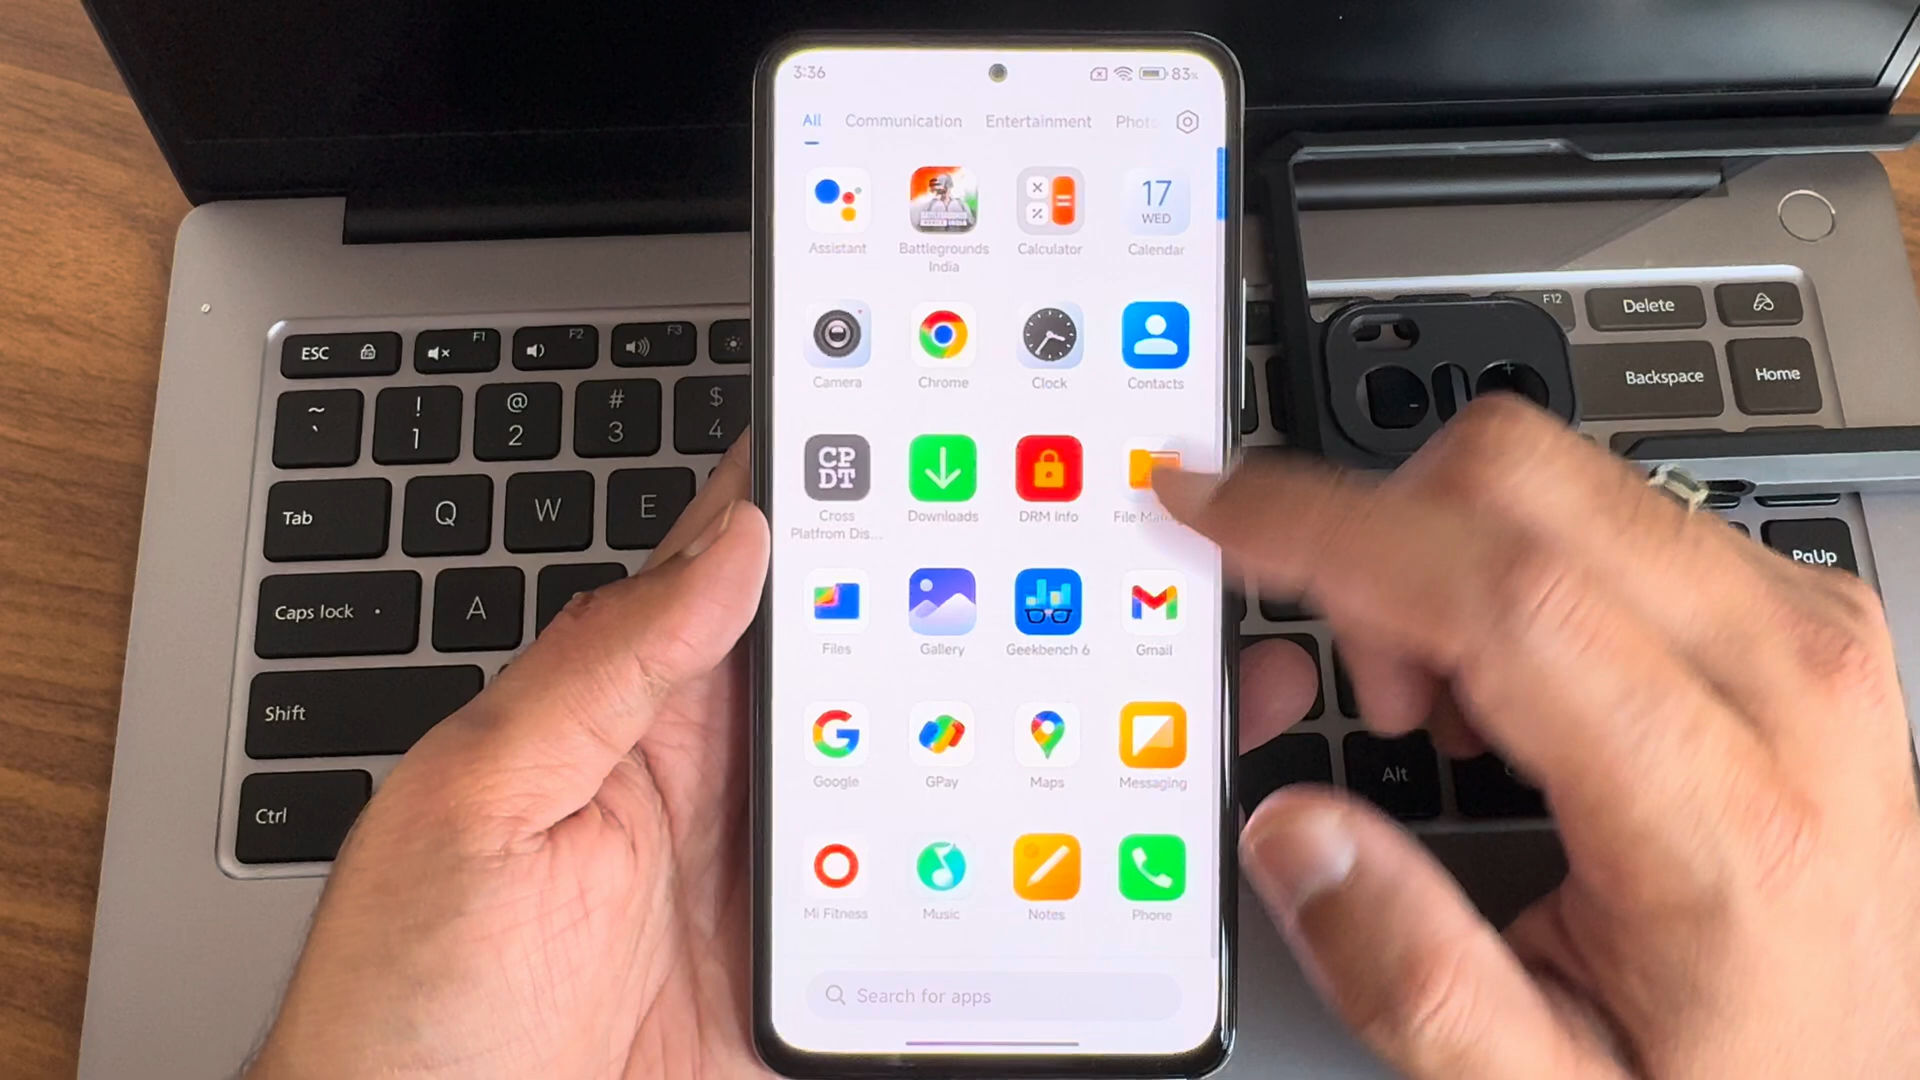 3:36
83%
All Communication Entertainment Phot
17
WED
Assistant Battlegrounds India Calculator Calendar
Camera Chrome Clock Contacts
CP
DT
Cross Platfrom Dis... Downloads DRM Info File Mana
Files Gallery Geekbench 6 Gmail
Google GPay Maps Messaging
Mi Fitness Music Notes Phone
Search for apps
ESC F1 F2 F3
~ ` ! 1 @ 2 # 3 $ 4
Tab Q W E
Caps lock A
Shift
Ctrl
F12 Delete
Backspace Home
PgUp
Alt